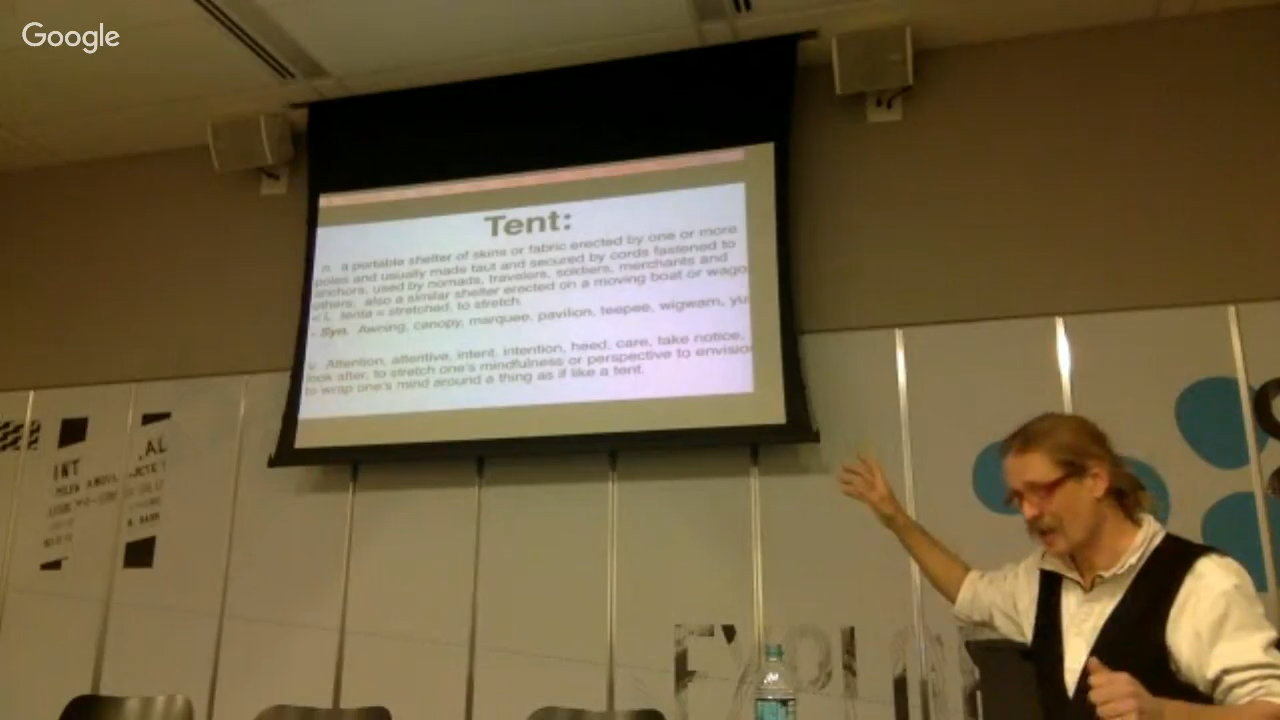 Google
Tent:
n. a portable shelter of skins or fabric erected by one or more
poles and usually made taut and secured by cords fastened to
anchors, used by nomads, travelers, soldiers, merchants and
others; also a similar shelter erected on a moving boat or wago
< L. tenta = stretched, to stretch.
- Syn. Awning, canopy, marquee, pavilion, teepee, wigwam, yu
v. Attention, attentive, intent, intention, heed, care, take notice,
look after, to stretch one's mindfulness or perspective to envision
to wrap one's mind around a thing as if like a tent.
INT
AL